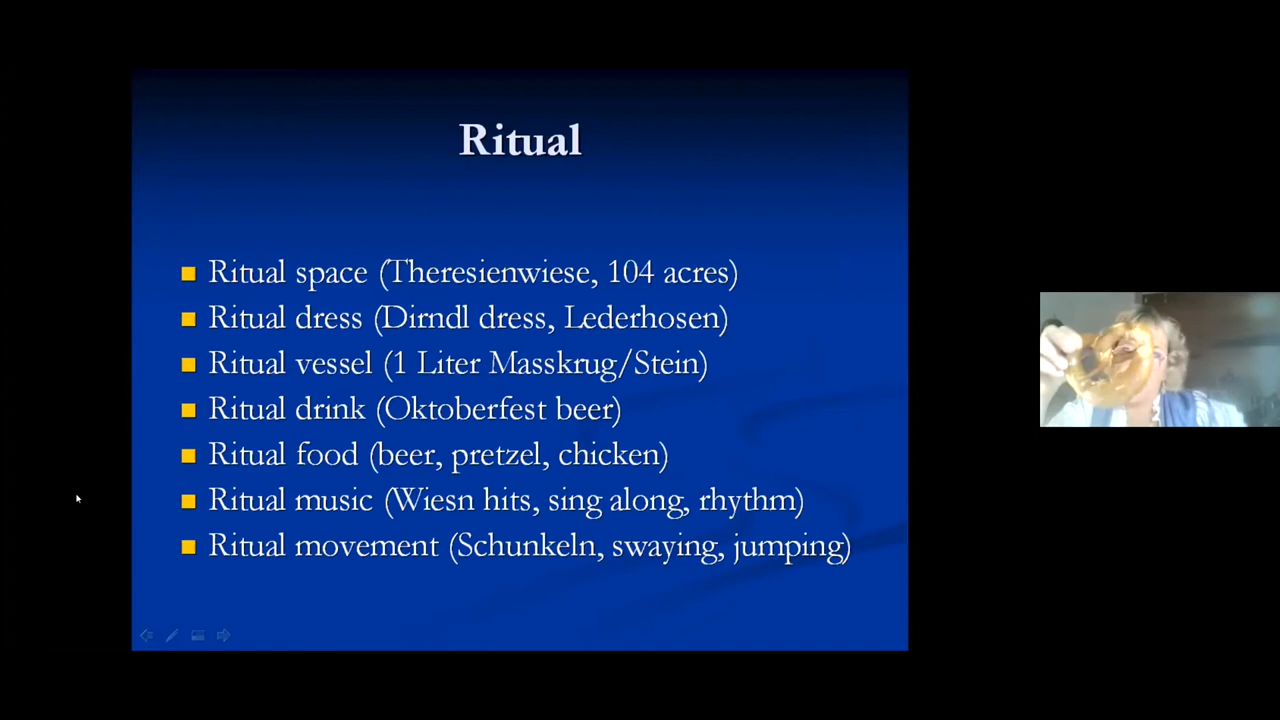 Ritual
Ritual space (Theresienwiese, 104 acres)
Ritual dress (Dirndl dress, Lederhosen)
Ritual vessel (1 Liter Masskrug/Stein)
Ritual drink (Oktoberfest beer)
Ritual food (beer, pretzel, chicken)
Ritual music (Wiesn hits, sing along, rhythm)
Ritual movement (Schunkeln, swaying, jumping)